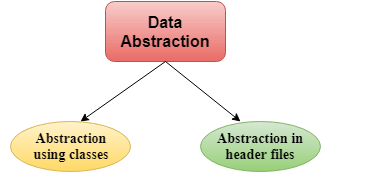 Data
Abstraction
Abstraction
using classes
Abstraction in
header files